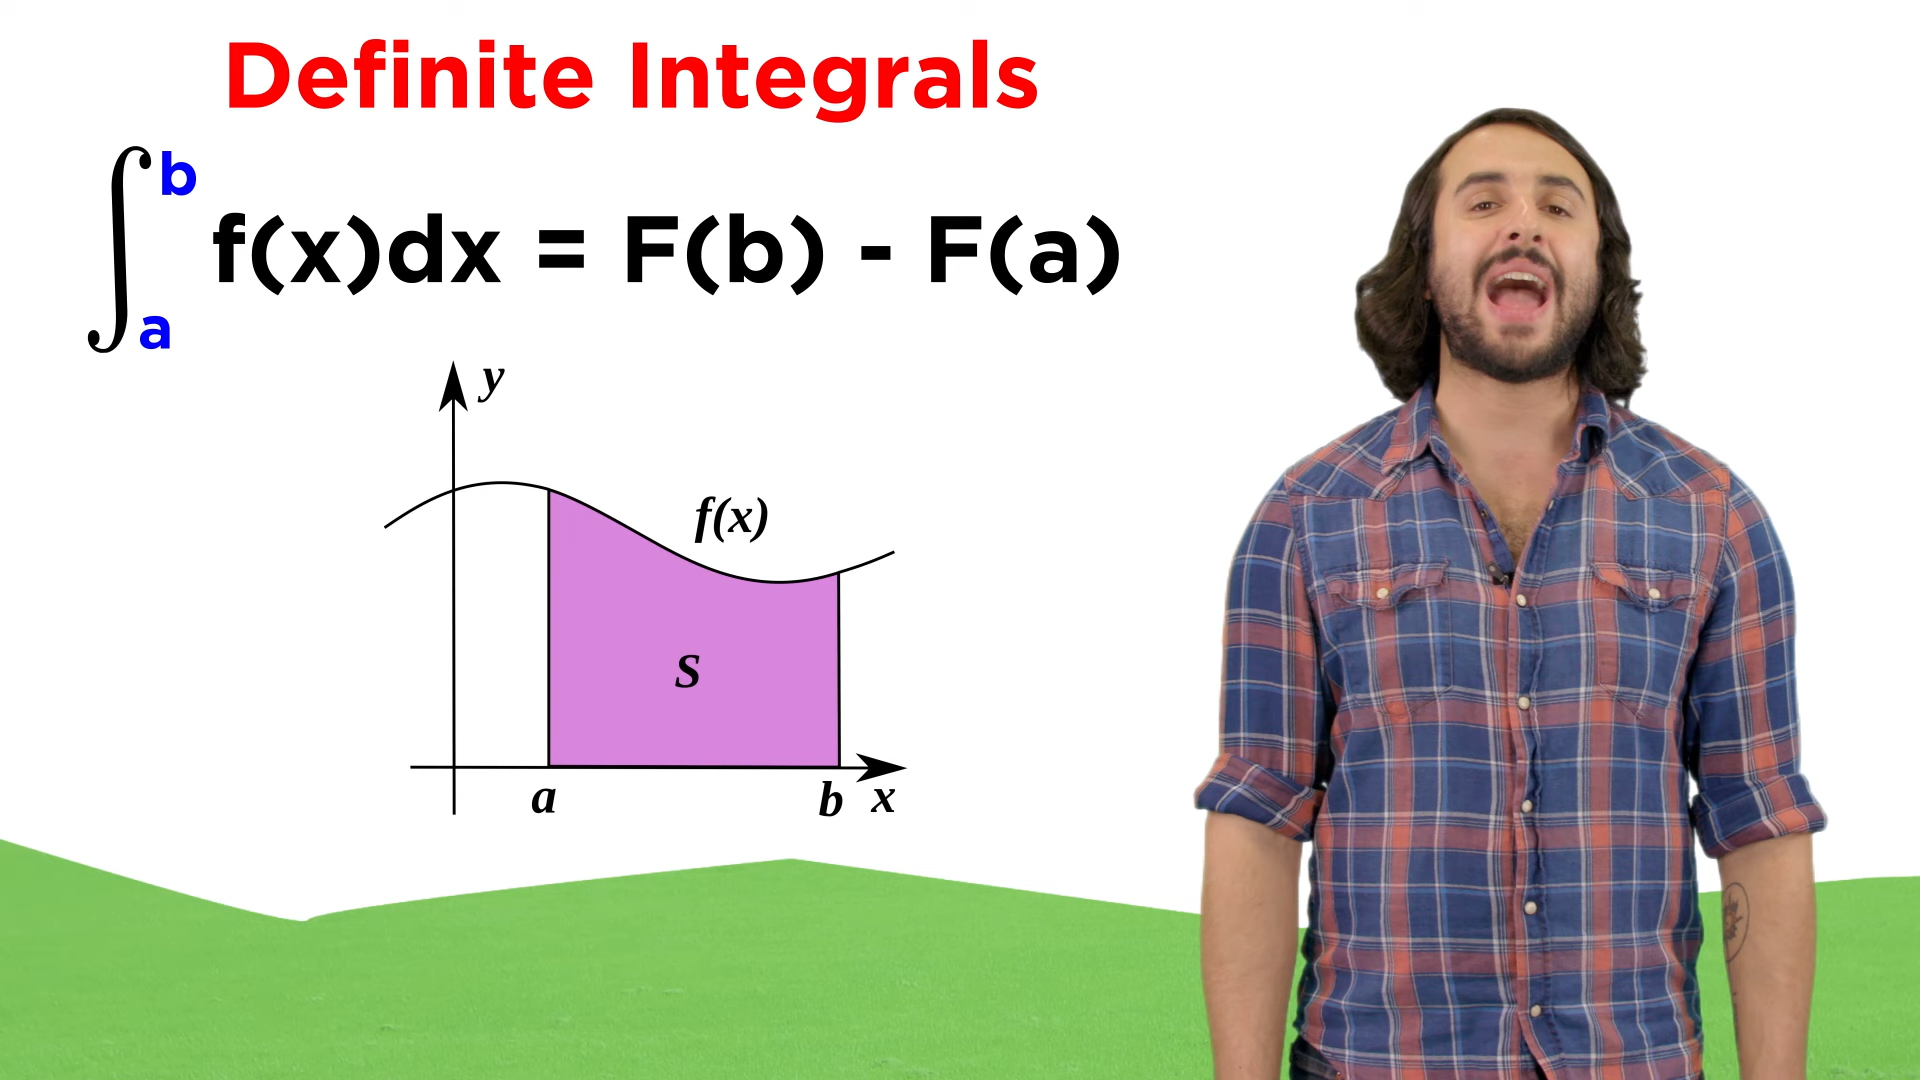 Definite Integrals
∫ₐᵇ f(x)dx = F(b) - F(a)
y
f(x)
S
a b x